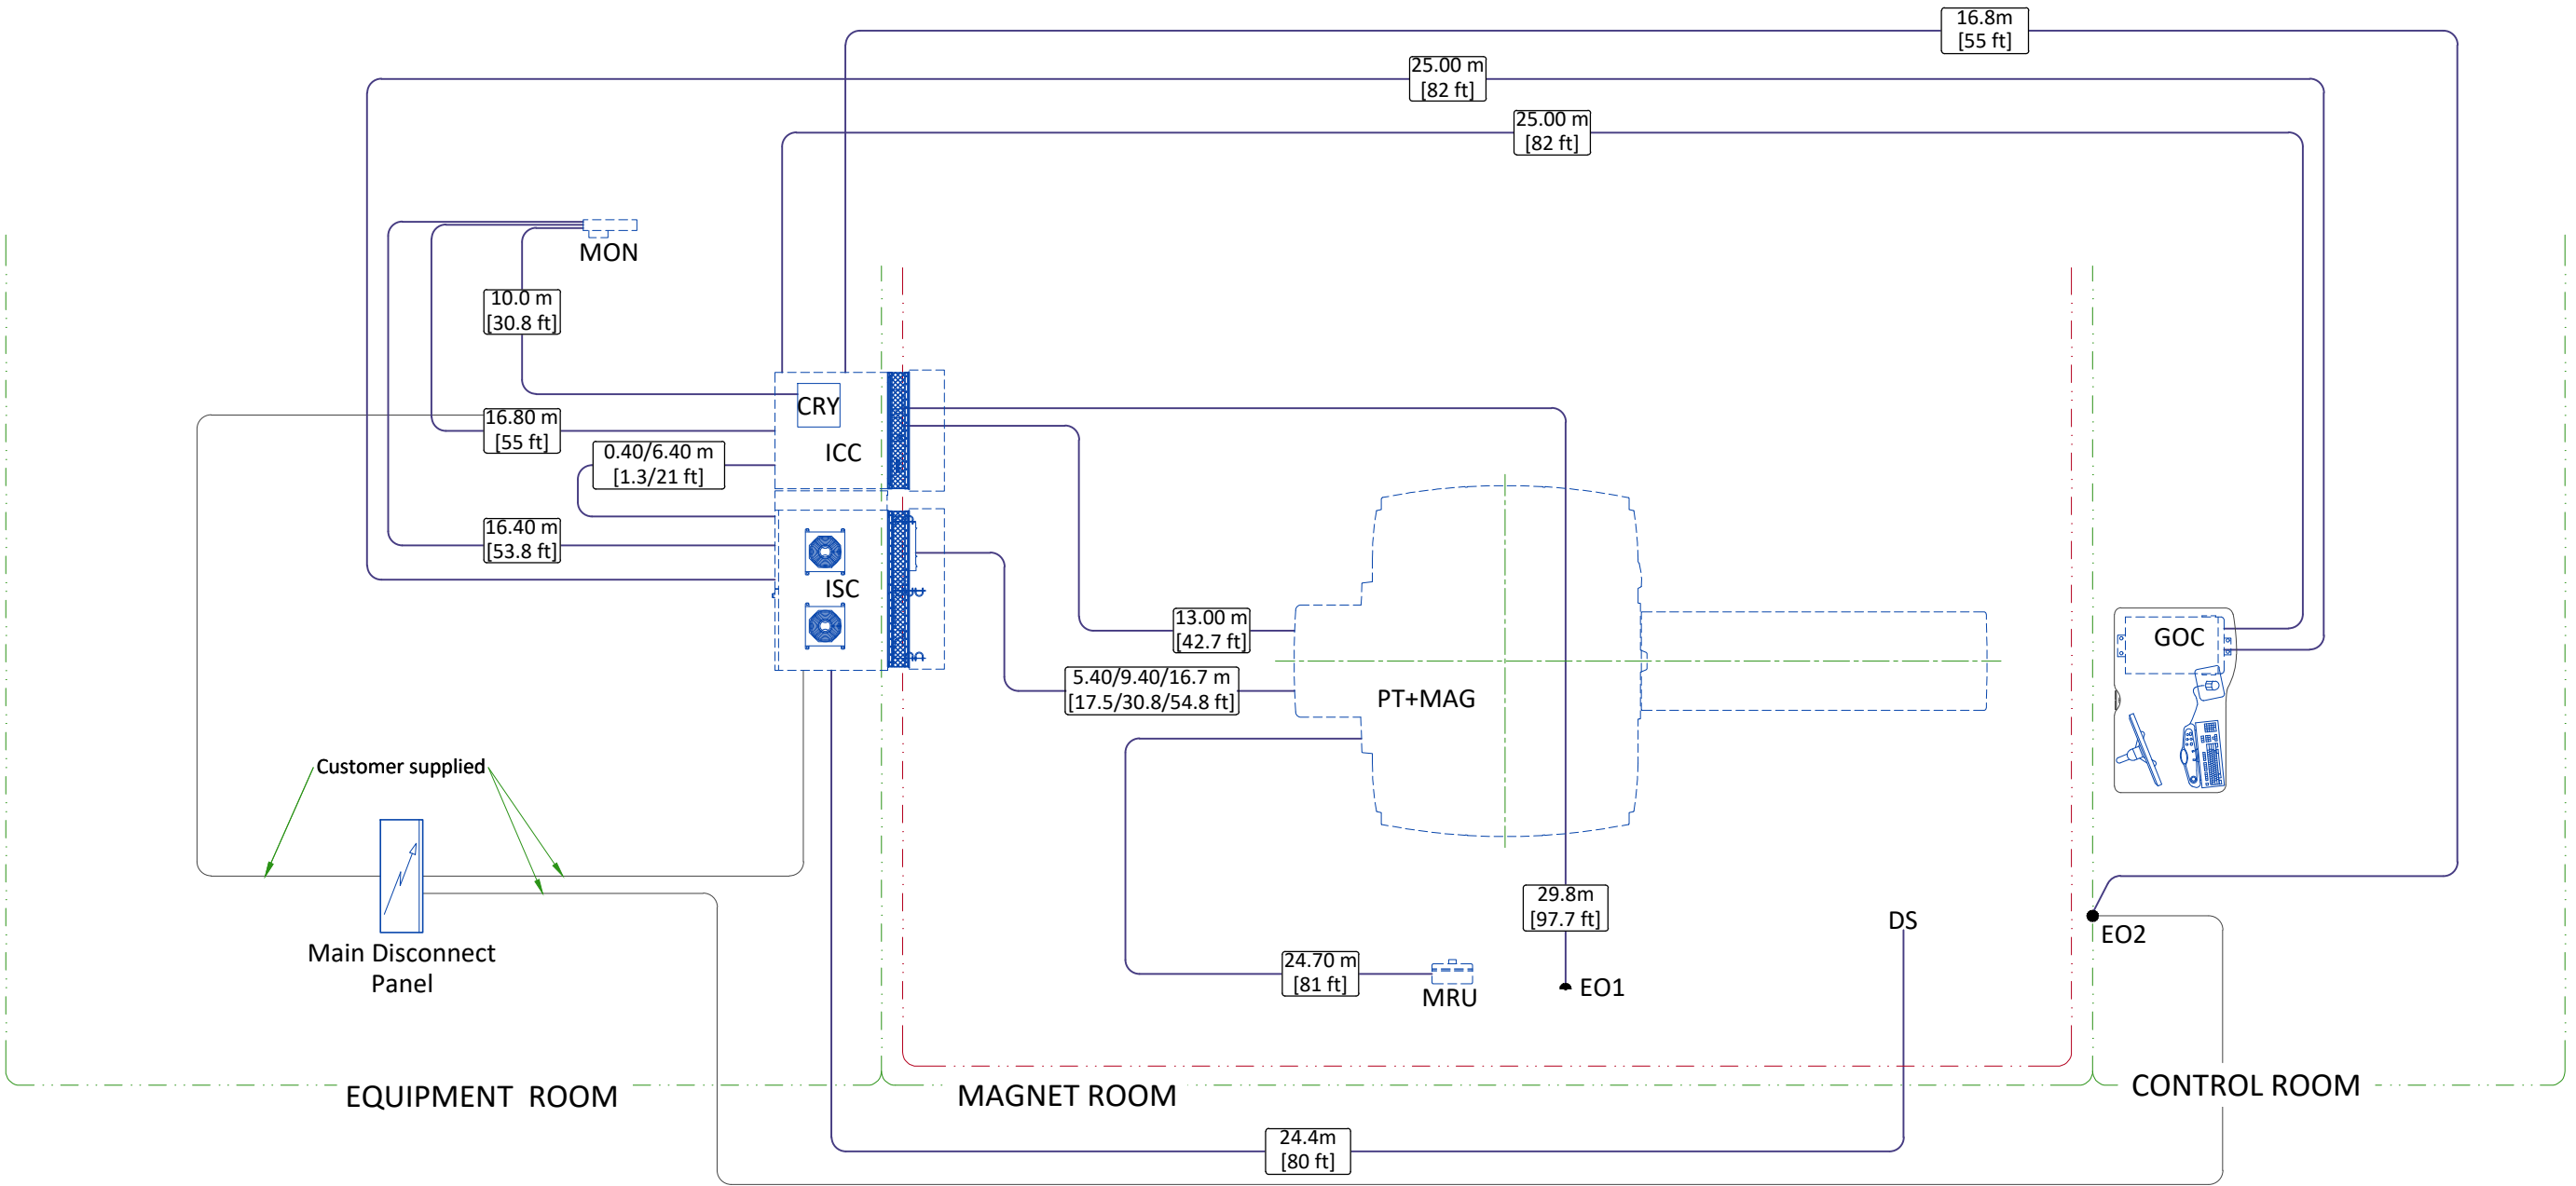 16.8m
[55 ft]
25.00 m
[82 ft]
25.00 m
[82 ft]
MON
10.0 m
[30.8 ft]
CRY
16.80 m
[55 ft]
ICC
0.40/6.40 m
[1.3/21 ft]
16.40 m
[53.8 ft]
ISC
13.00 m
[42.7 ft]
GOC
5.40/9.40/16.7 m
[17.5/30.8/54.8 ft]
PT+MAG
Customer supplied
29.8m
[97.7 ft]
DS
EO2
Main Disconnect
Panel
24.70 m
[81 ft]
MRU
EO1
EQUIPMENT ROOM
MAGNET ROOM
CONTROL ROOM
24.4m
[80 ft]